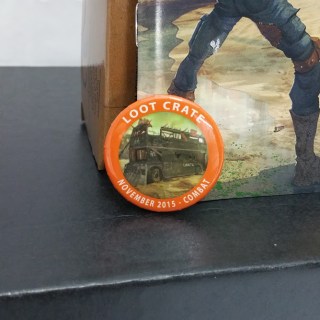 LOOT CRATE
NOVEMBER 2015 - COMBAT